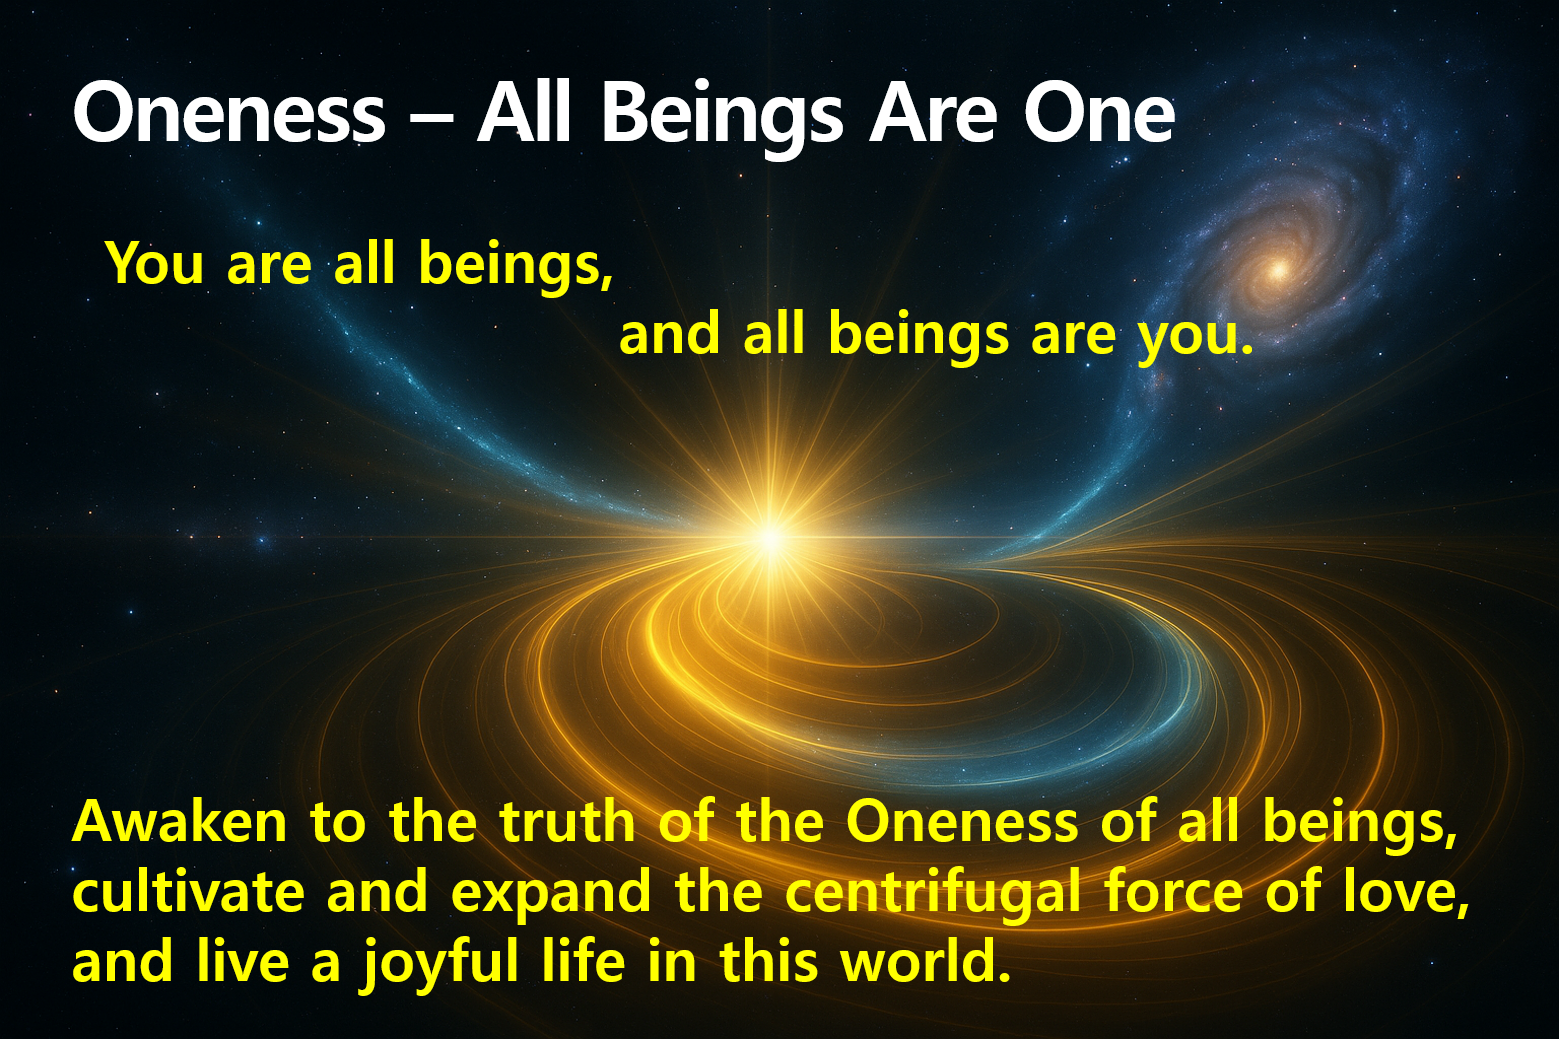 Oneness – All Beings Are One
You are all beings,
and all beings are you.
Awaken to the truth of the Oneness of all beings,
cultivate and expand the centrifugal force of love,
and live a joyful life in this world.